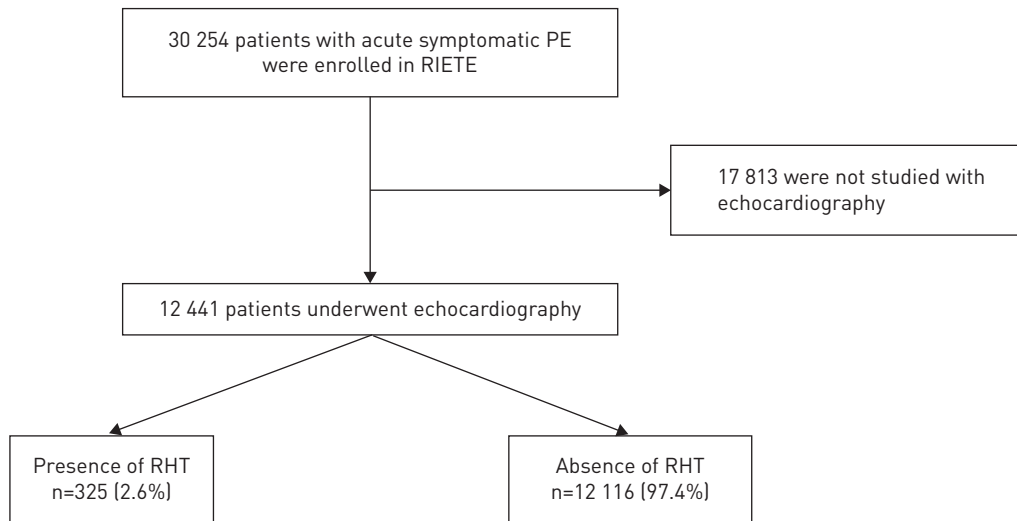 30 254 patients with acute symptomatic PE
were enrolled in RIETE
17 813 were not studied with
echocardiography
12 441 patients underwent echocardiography
Presence of RHT
n=325 (2.6%)
Absence of RHT
n=12 116 (97.4%)